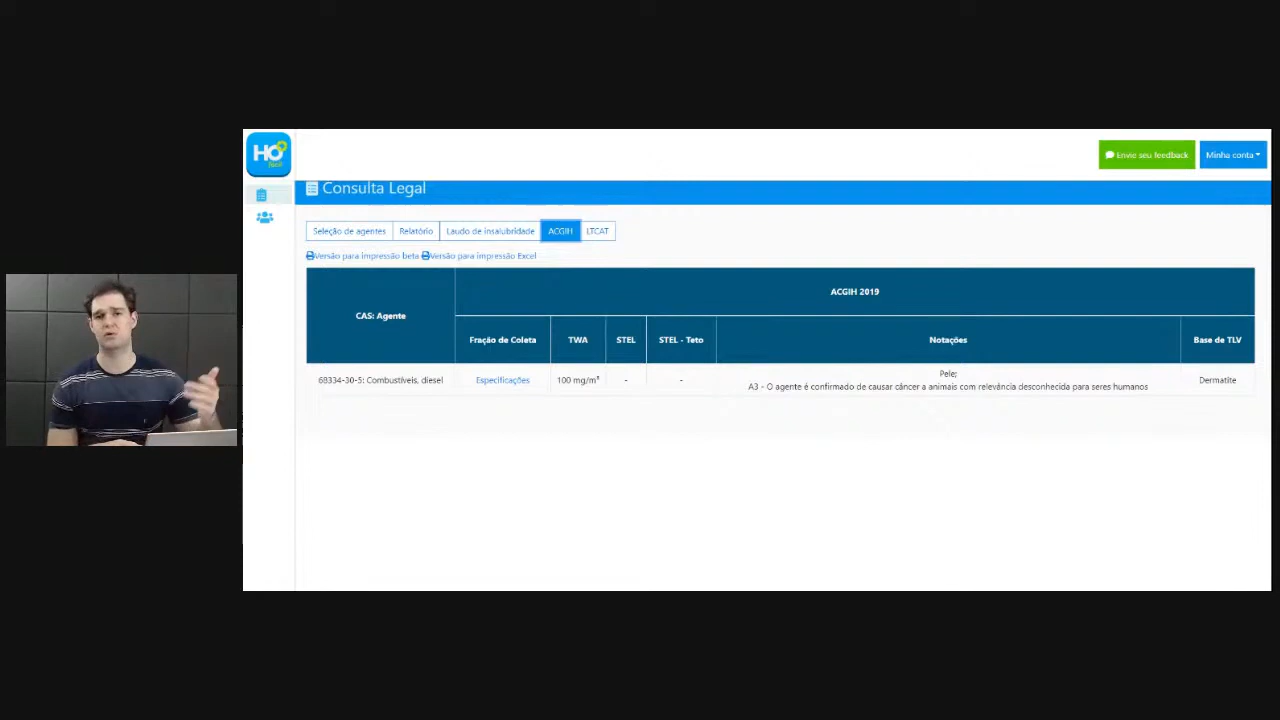 HO
fácil
Envie seu feedback
Minha conta
Consulta Legal
Seleção de agentes
Relatório
Laudo de insalubridade
ACGIH
LTCAT
Versão para impressão beta
Versão para impressão Excel
CAS: Agente
ACGIH 2019
Fração de Coleta
TWA
STEL
STEL - Teto
Notações
Base de TLV
68334-30-5: Combustíveis, diesel
Especificações
100 mg/m³
-
-
Pele;
A3 - O agente é confirmado de causar câncer a animais com relevância desconhecida para seres humanos
Dermatite